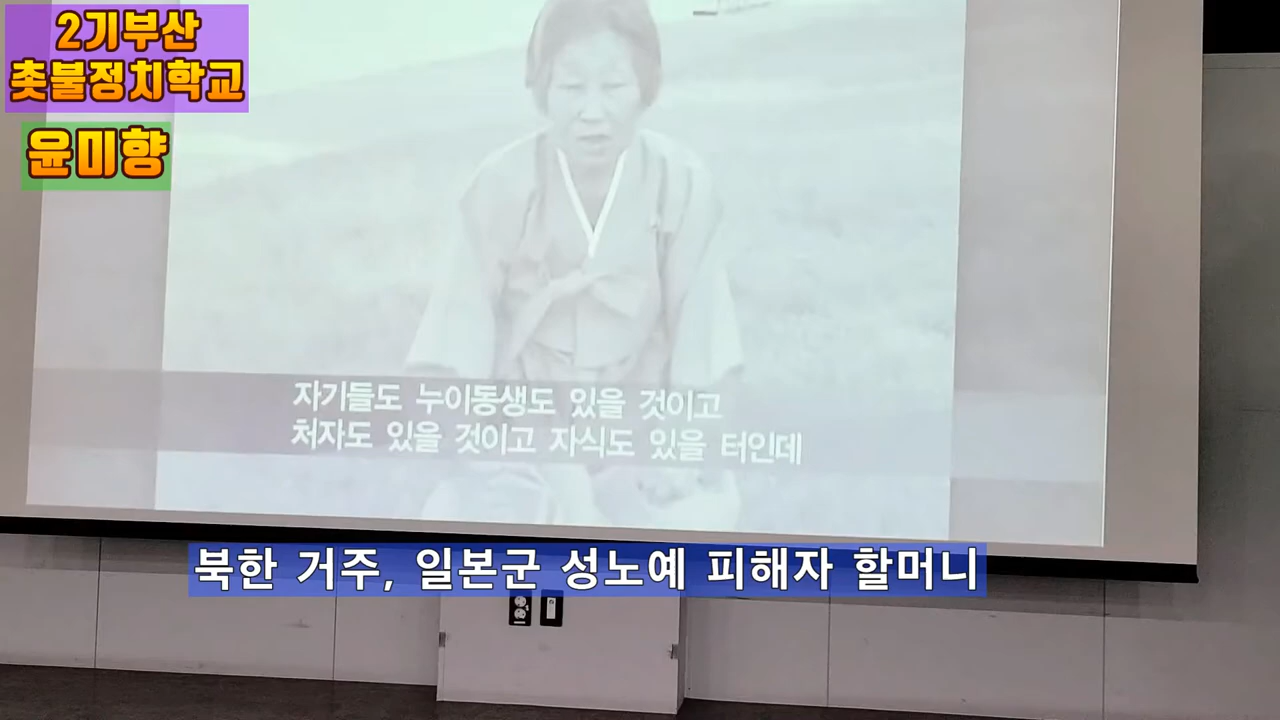 2기부산
촛불정치학교
윤미향
자기들도 누이동생도 있을 것이고
처자도 있을 것이고 자식도 있을 터인데
북한 거주, 일본군 성노예 피해자 할머니